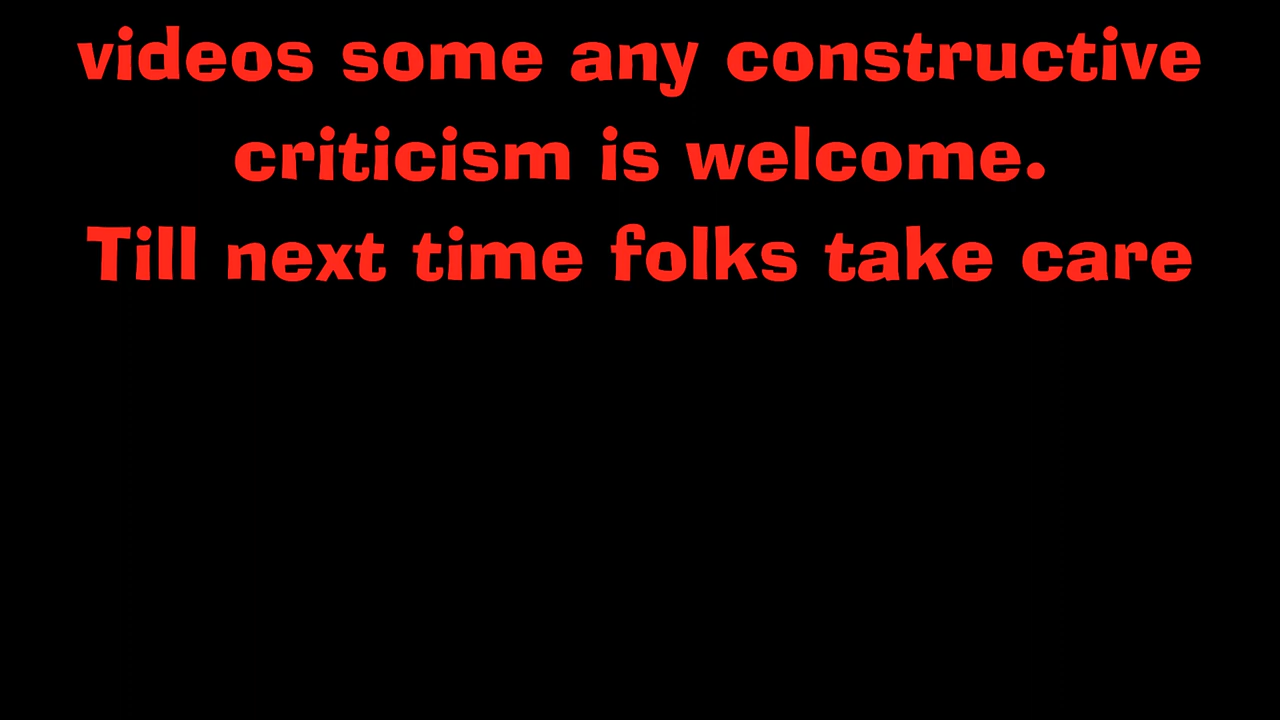 videos some any constructive
criticism is welcome.
Till next time folks take care